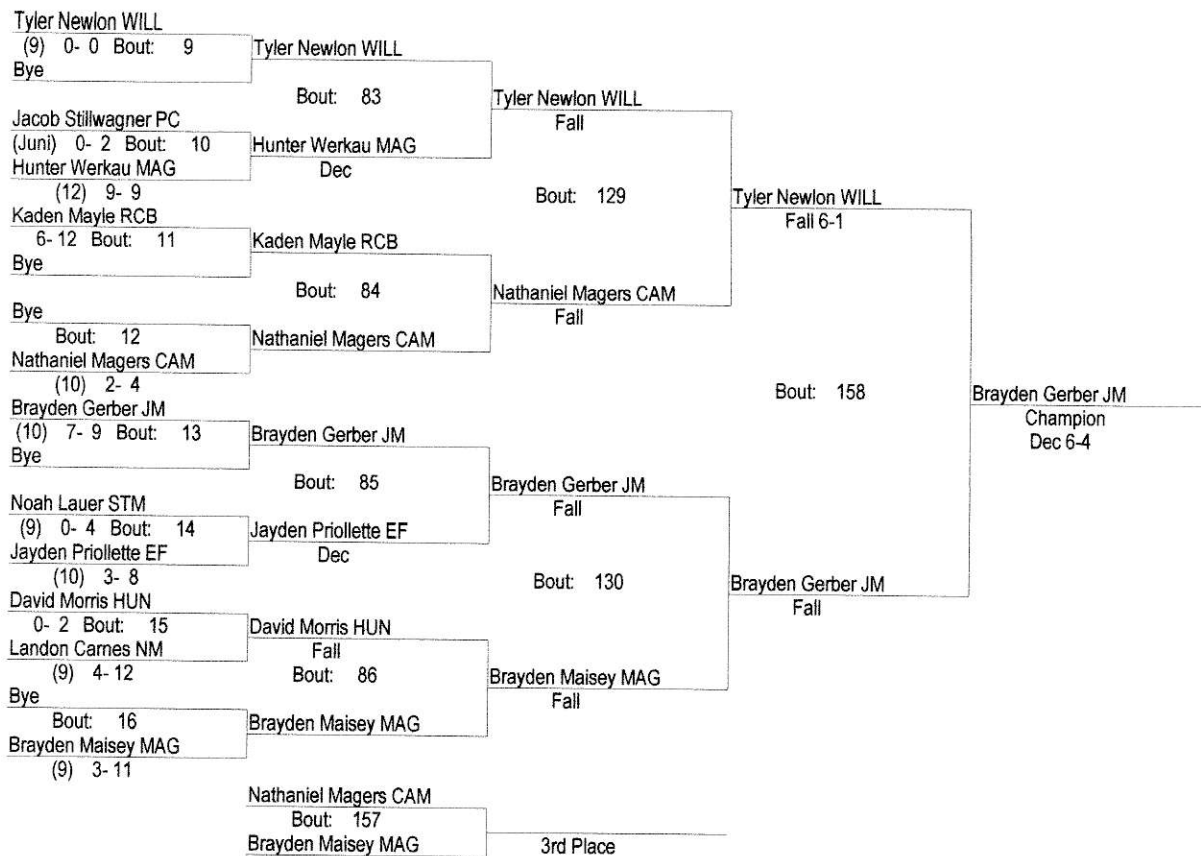 Tyler Newlon WILL
(9) 0- 0 Bout: 9
Bye
Jacob Stillwagner PC
(Juni) 0- 2 Bout: 10
Hunter Werkau MAG
(12) 9- 9
Kaden Mayle RCB
6- 12 Bout: 11
Bye
Bye
Bout: 12
Nathaniel Magers CAM
(10) 2- 4
Brayden Gerber JM
(10) 7- 9 Bout: 13
Bye
Noah Lauer STM
(9) 0- 4 Bout: 14
Jayden Priollette EF
(10) 3- 8
David Morris HUN
0- 2 Bout: 15
Landon Carnes NM
(9) 4- 12
Bye
Bout: 16
Brayden Maisey MAG
(9) 3- 11
Tyler Newlon WILL
Bout: 83
Hunter Werkau MAG
Dec
Kaden Mayle RCB
Bout: 84
Nathaniel Magers CAM
Brayden Gerber JM
Bout: 85
Jayden Priollette EF
Dec
David Morris HUN
Fall
Bout: 86
Brayden Maisey MAG
Tyler Newlon WILL
Fall
Bout: 129
Nathaniel Magers CAM
Fall
Brayden Gerber JM
Fall
Bout: 130
Brayden Maisey MAG
Fall
Tyler Newlon WILL
Fall 6-1
Bout: 158
Brayden Gerber JM
Fall
Brayden Gerber JM
Champion
Dec 6-4
Nathaniel Magers CAM
Bout: 157
Brayden Maisey MAG
3rd Place